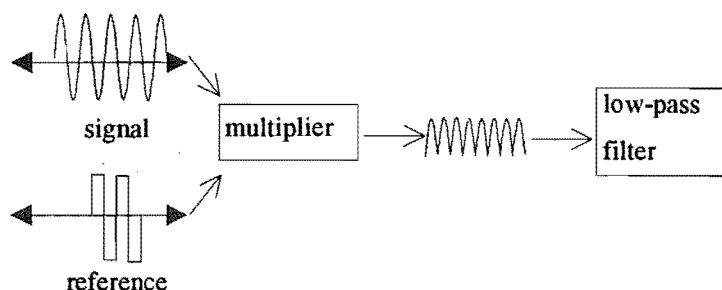 signal
multiplier
low-pass
filter
reference